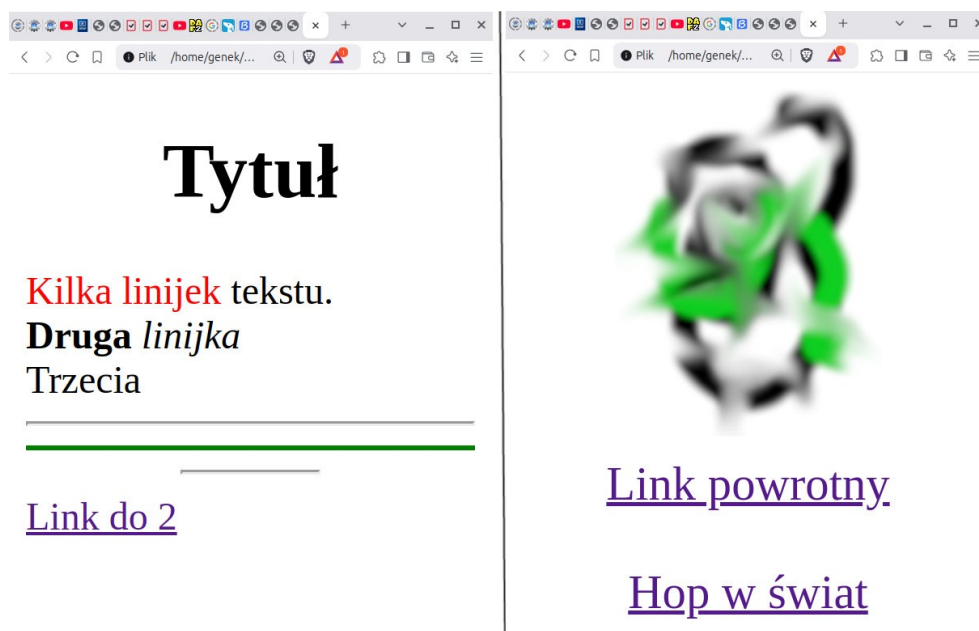 Plik /home/genek/...
Tytuł
Kilka linijek tekstu.
Druga linijka
Trzecia
Link do 2
Plik /home/genek/...
Link powrotny
Hop w świat